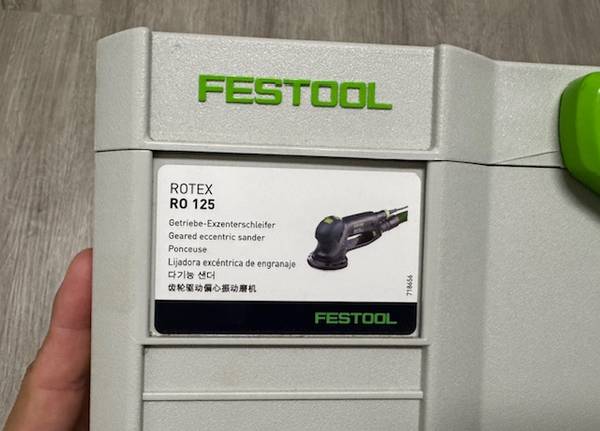 FESTOOL
ROTEX
RO 125
Getriebe-Exzenterschleifer
Geared eccentric sander
Ponceuse
Lijadora excéntrica de engranaje
다기능 샌더
齿轮驱动偏心振动磨机
718656
FESTOOL